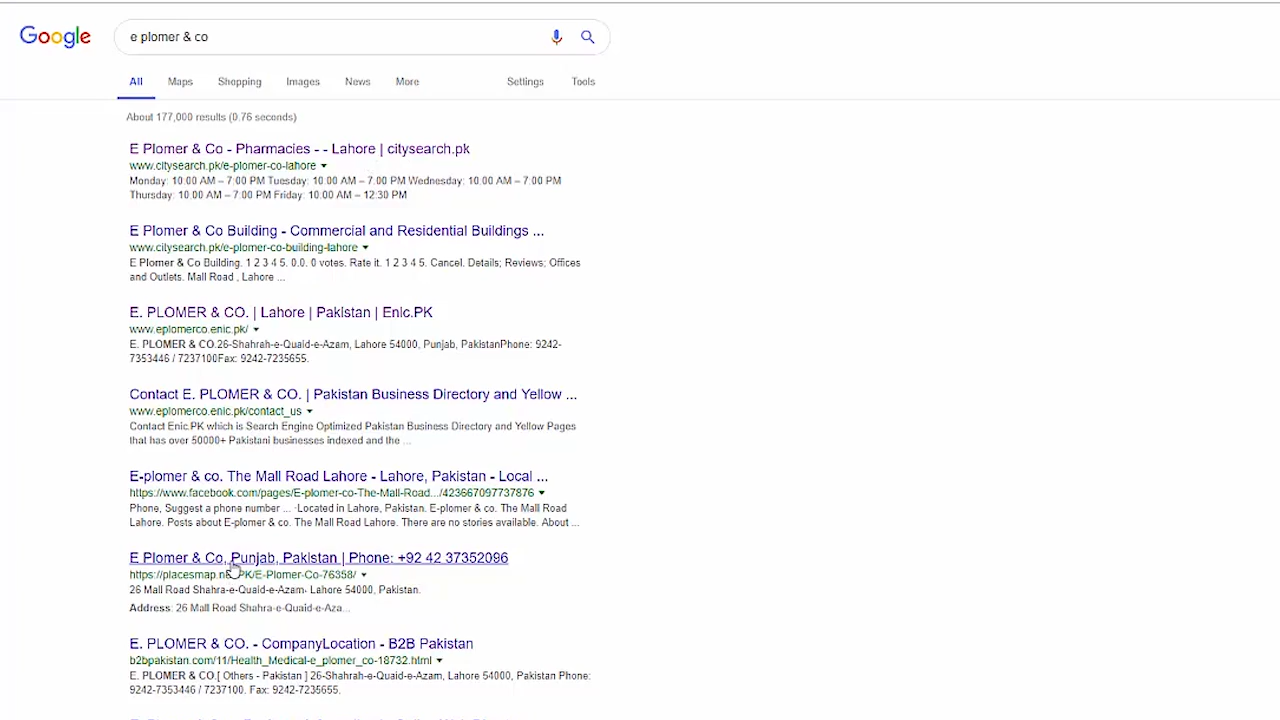 Google
e plomer & co
All Maps Shopping Images News More Settings Tools
About 177,000 results (0.76 seconds)
E Plomer & Co - Pharmacies - - Lahore | citysearch.pk
www.citysearch.pk/e-plomer-co-lahore
Monday: 10:00 AM – 7:00 PM Tuesday: 10:00 AM – 7:00 PM Wednesday: 10:00 AM – 7:00 PM
Thursday: 10:00 AM – 7:00 PM Friday: 10:00 AM – 12:30 PM
E Plomer & Co Building - Commercial and Residential Buildings ...
www.citysearch.pk/e-plomer-co-building-lahore
E Plomer & Co Building. 1 2 3 4 5. 0.0. 0 votes. Rate it. 1 2 3 4 5. Cancel. Details; Reviews; Offices
and Outlets. Mall Road , Lahore ...
E. PLOMER & CO. | Lahore | Pakistan | Enic.PK
www.eplomerco.enic.pk/
E. PLOMER & CO.26-Shahrah-e-Quaid-e-Azam, Lahore 54000, Punjab, PakistanPhone: 9242-
7353446 / 7237100Fax: 9242-7235655.
Contact E. PLOMER & CO. | Pakistan Business Directory and Yellow ...
www.eplomerco.enic.pk/contact_us
Contact Enic.PK which is Search Engine Optimized Pakistan Business Directory and Yellow Pages
that has over 50000+ Pakistani businesses indexed and the ...
E-plomer & co. The Mall Road Lahore - Lahore, Pakistan - Local ...
https://www.facebook.com/pages/E-plomer-co-The-Mall-Road.../423667097737876
Phone, Suggest a phone number ... ·Located in Lahore, Pakistan. E-plomer & co. The Mall Road
Lahore. Posts about E-plomer & co. The Mall Road Lahore. There are no stories available. About ...
E Plomer & Co, Punjab, Pakistan | Phone: +92 42 37352096
26 Mall Road Shahra-e-Quaid-e-Azam· Lahore 54000, Pakistan.
Address: 26 Mall Road Shahra-e-Quaid-e-Aza...
E. PLOMER & CO. - CompanyLocation - B2B Pakistan
b2bpakistan.com/11/Health_Medical-e_plomer_co-18732.html
E. PLOMER & CO.[ Others - Pakistan ] 26-Shahrah-e-Quaid-e-Azam, Lahore 54000, Pakistan Phone:
9242-7353446 / 7237100. Fax: 9242-7235655.